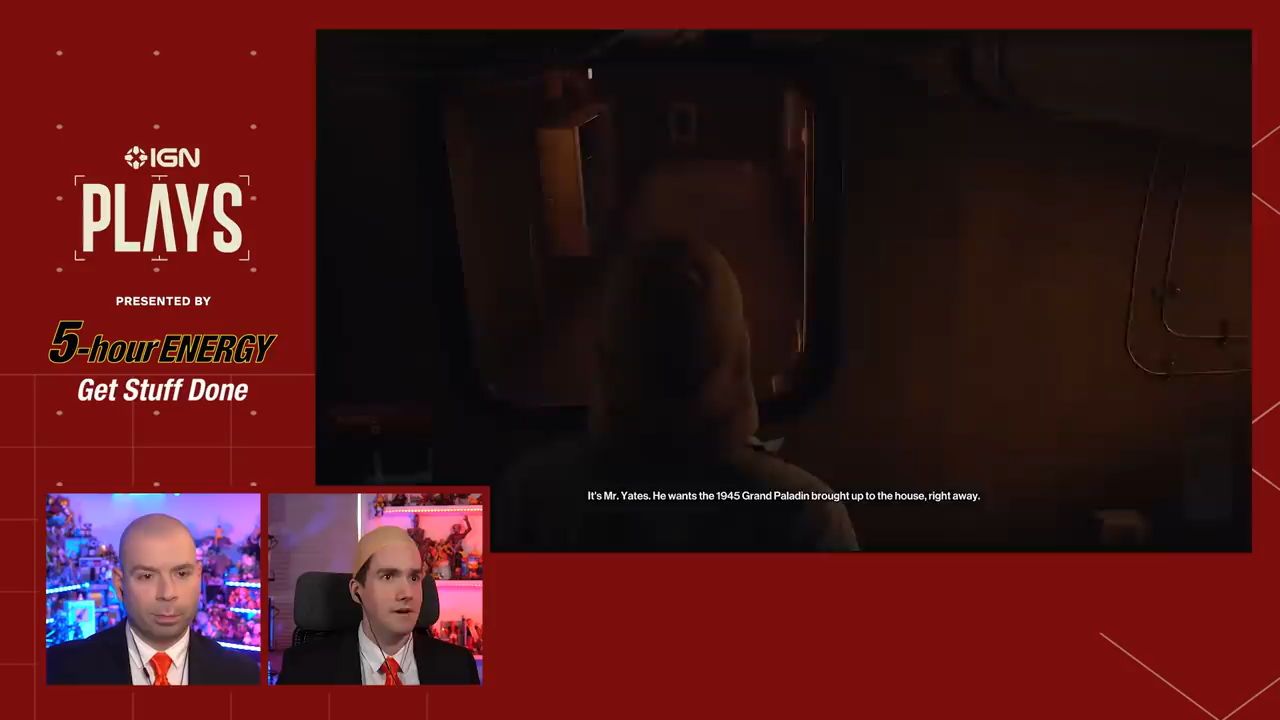 IGN
PLAYS
PRESENTED BY
5-hour ENERGY
Get Stuff Done
It's Mr. Yates. He wants the 1945 Grand Paladin brought up to the house, right away.